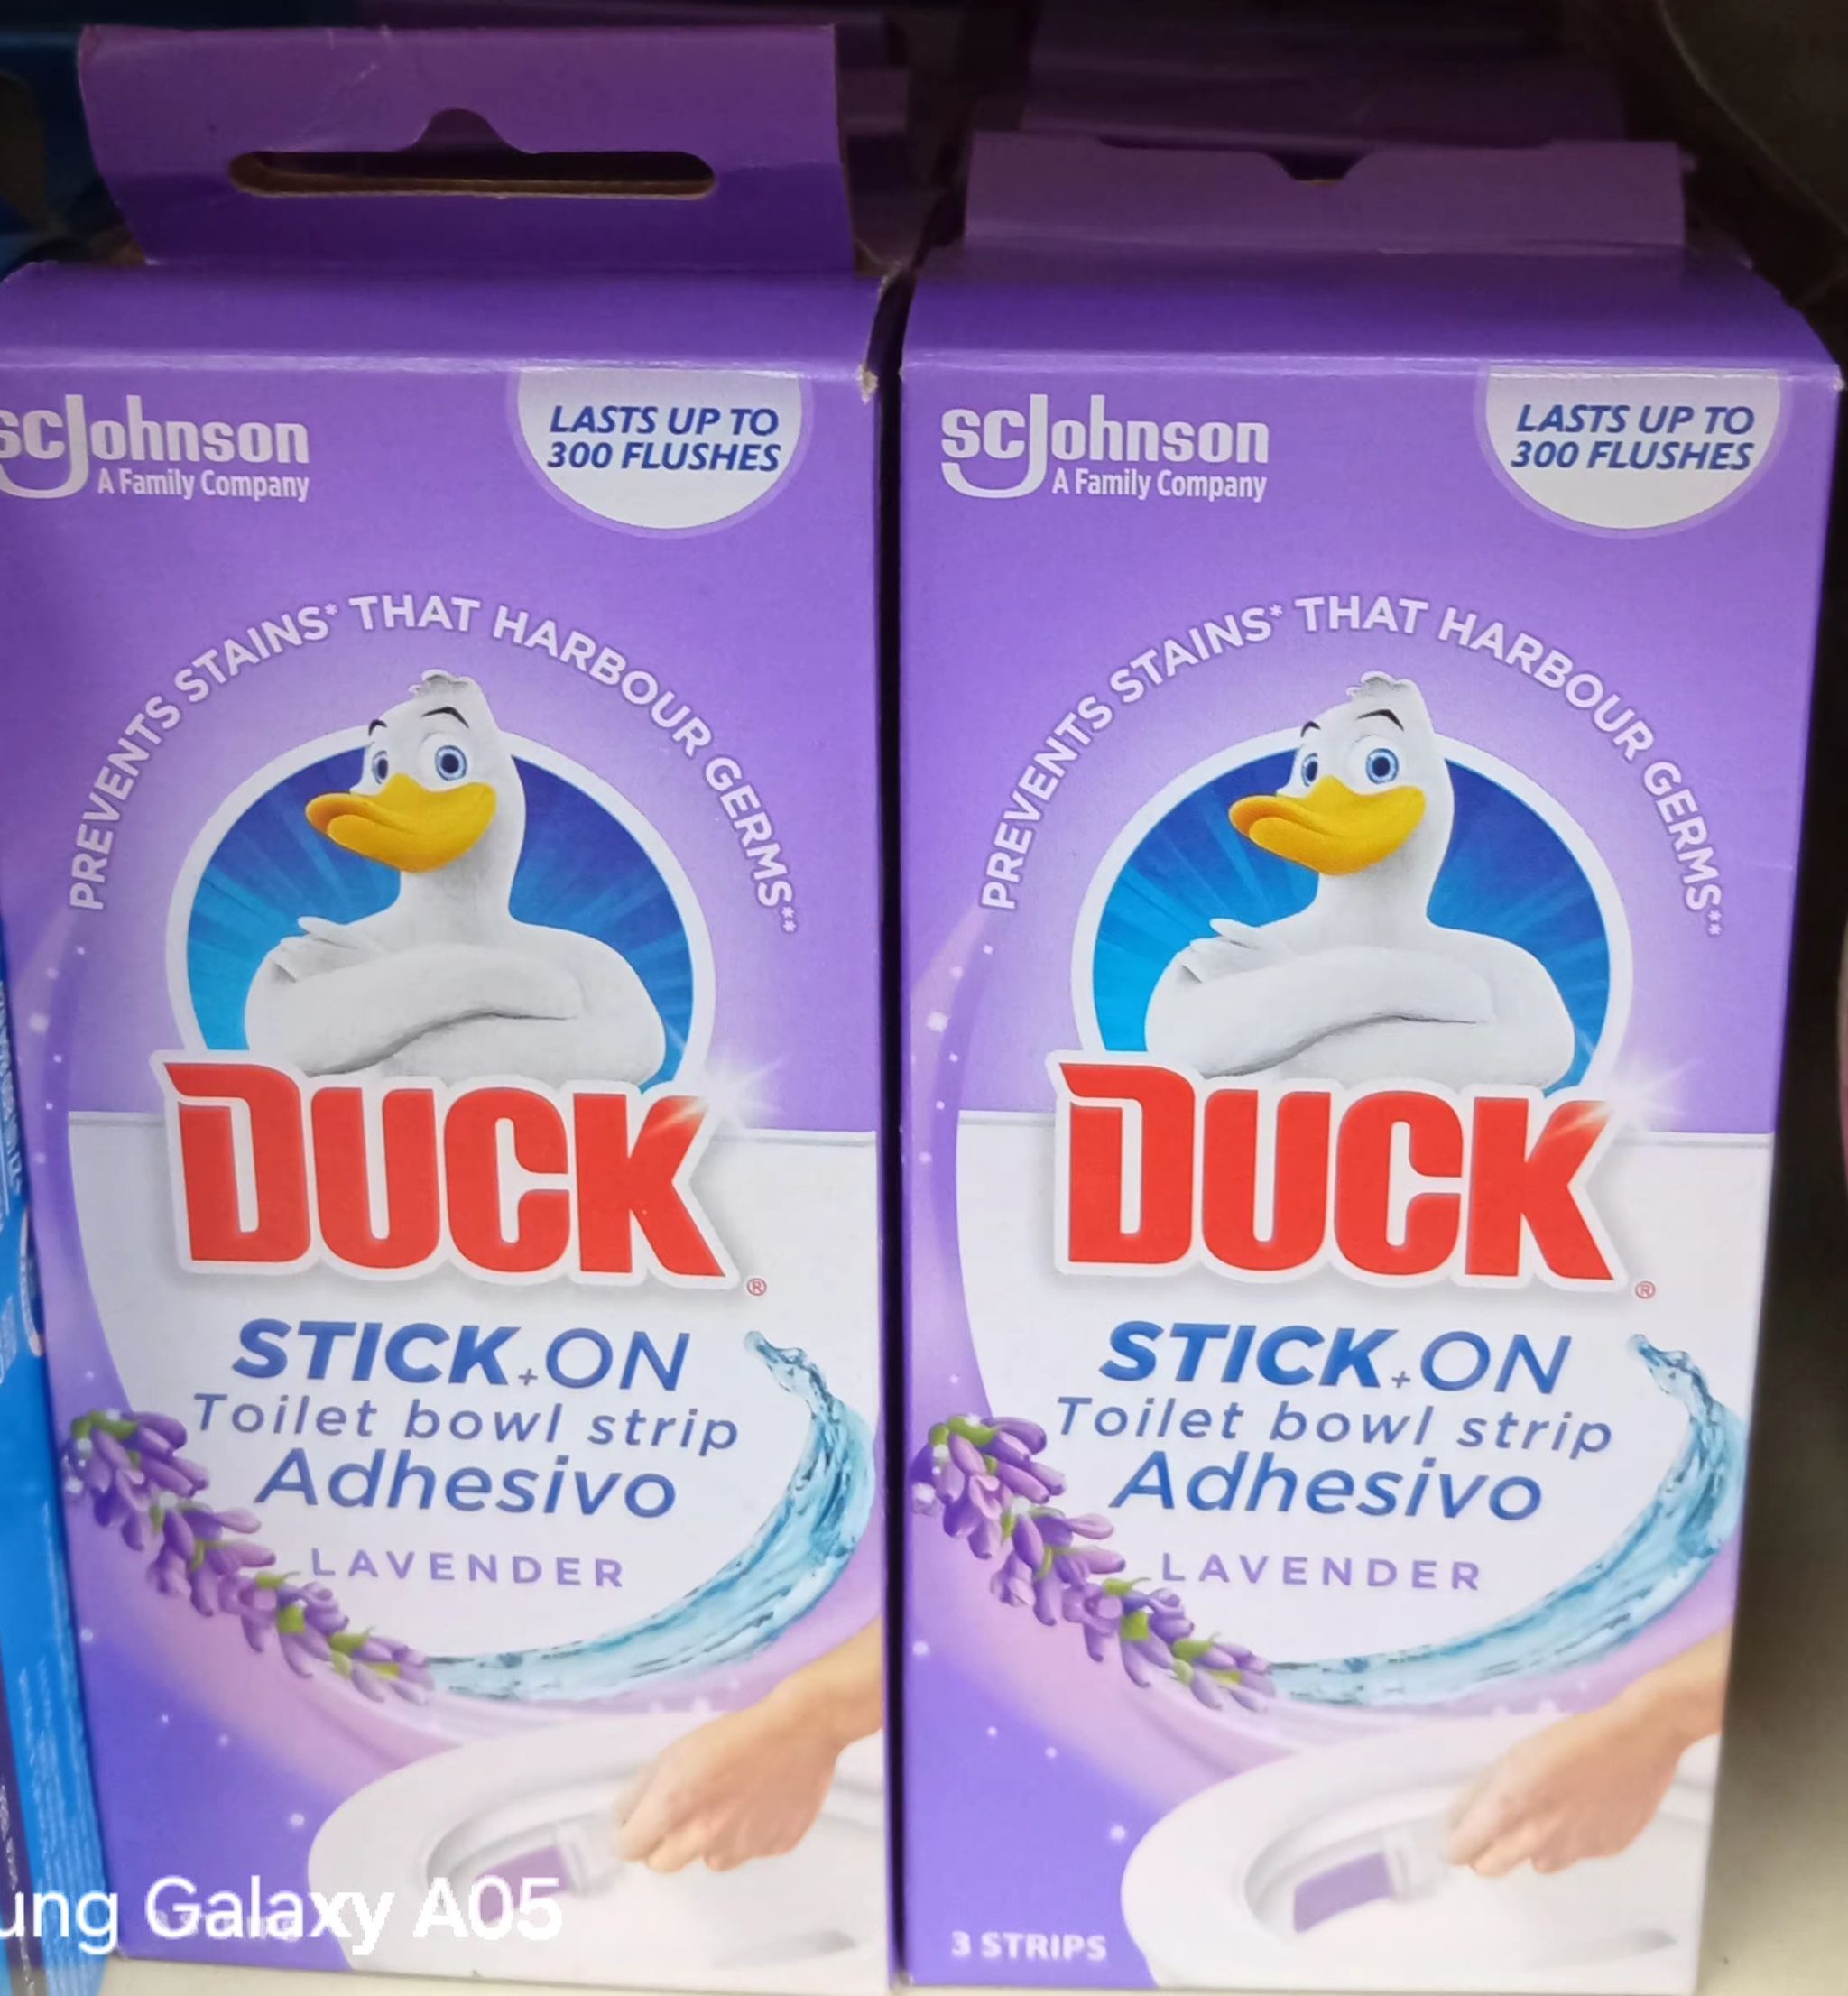 scJohnson
A Family Company
LASTS UP TO
300 FLUSHES
PREVENTS STAINS* THAT HARBOUR GERMS**
DUCK®
STICK+ON
Toilet bowl strip
Adhesivo
LAVENDER
scJohnson
A Family Company
LASTS UP TO
300 FLUSHES
PREVENTS STAINS* THAT HARBOUR GERMS**
DUCK®
STICK+ON
Toilet bowl strip
Adhesivo
LAVENDER
3 STRIPS
ung Galaxy A05